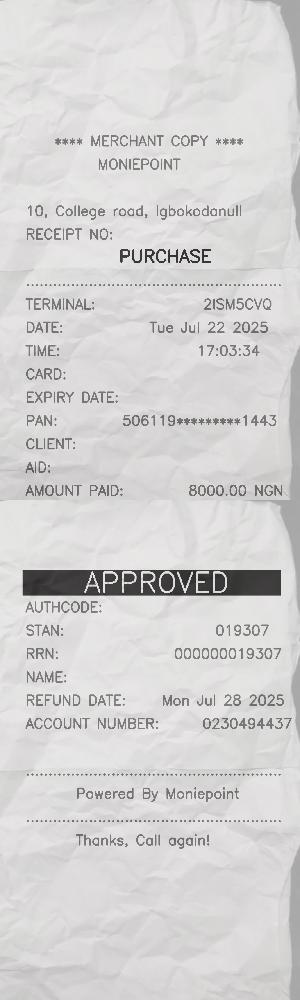 **** MERCHANT COPY ****
MONIEPOINT
10, College road, Igbokodanull
RECEIPT NO:
PURCHASE
TERMINAL: 2ISM5CVQ
DATE: Tue Jul 22 2025
TIME: 17:03:34
CARD:
EXPIRY DATE:
PAN: 506119*********1443
CLIENT:
AID:
AMOUNT PAID: 8000.00 NGN
APPROVED
AUTHCODE:
STAN: 019307
RRN: 000000019307
NAME:
REFUND DATE: Mon Jul 28 2025
ACCOUNT NUMBER: 0230494437
Powered By Moniepoint
Thanks, Call again!